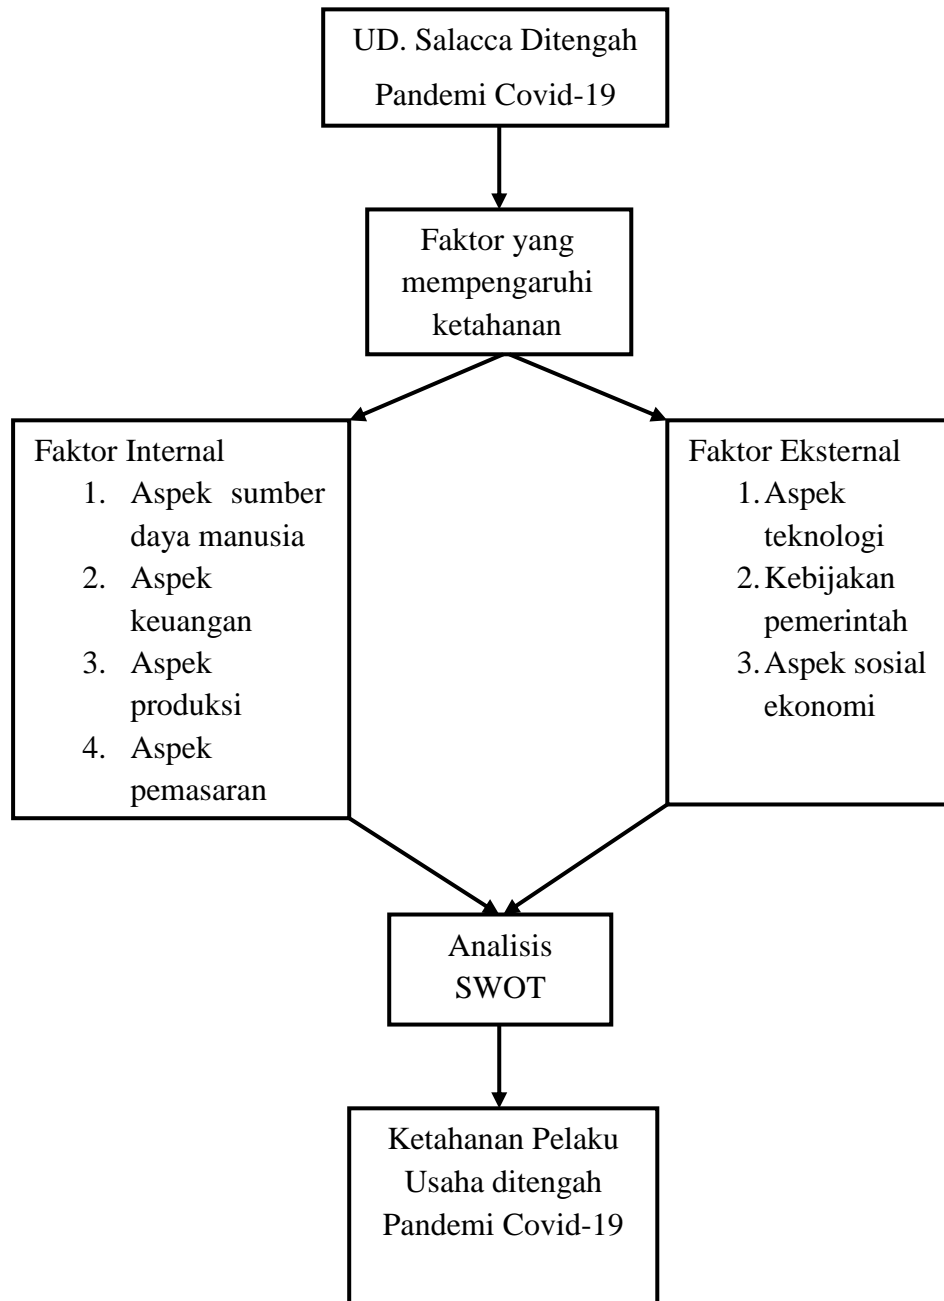 UD. Salacca Ditengah
Pandemi Covid-19
Faktor yang
mempengaruhi
ketahanan
Faktor Internal
1. Aspek sumber
daya manusia
2. Aspek
keuangan
3. Aspek
produksi
4. Aspek
pemasaran
Faktor Eksternal
1. Aspek
teknologi
2. Kebijakan
pemerintah
3. Aspek sosial
ekonomi
Analisis
SWOT
Ketahanan Pelaku
Usaha ditengah
Pandemi Covid-19